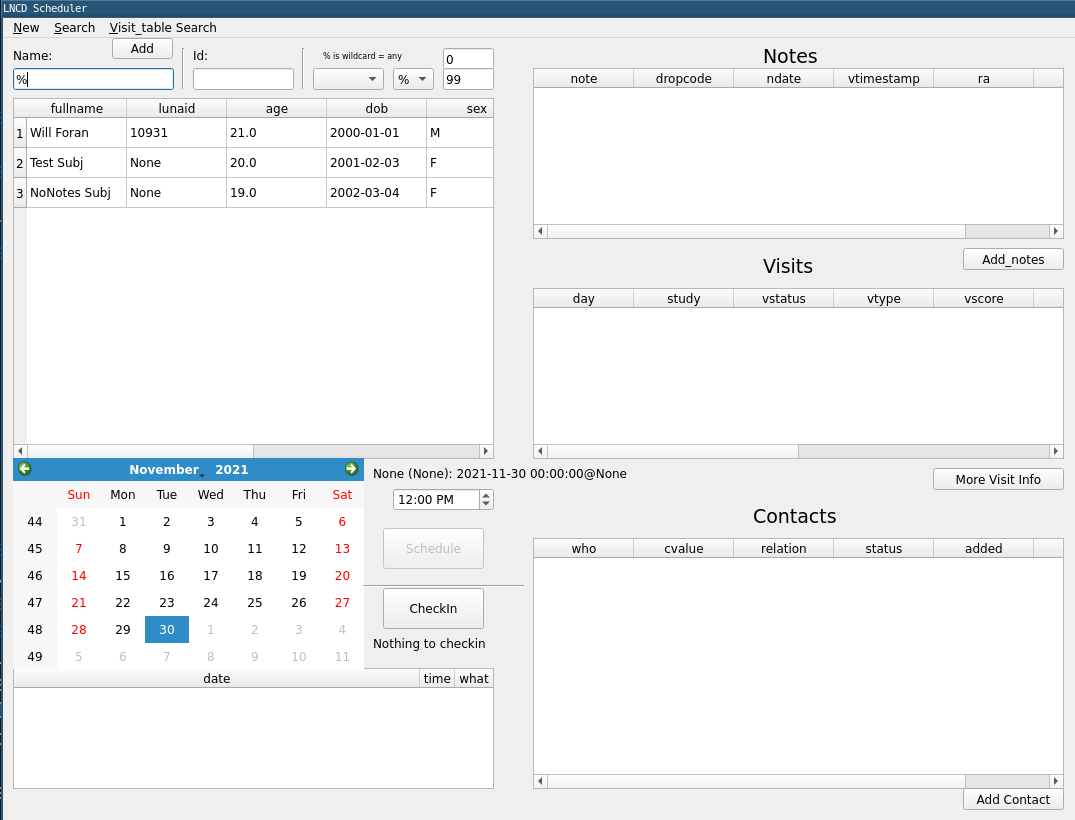 LNCD Scheduler
New Search Visit_table Search
Name: Add Id: % is wildcard = any 0
% % 99
fullname lunaid age dob sex
1 Will Foran 10931 21.0 2000-01-01 M
2 Test Subj None 20.0 2001-02-03 F
3 NoNotes Subj None 19.0 2002-03-04 F
November 2021
Sun Mon Tue Wed Thu Fri Sat
44 31 1 2 3 4 5 6
45 7 8 9 10 11 12 13
46 14 15 16 17 18 19 20
47 21 22 23 24 25 26 27
48 28 29 30 1 2 3 4
49 5 6 7 8 9 10 11
None (None): 2021-11-30 00:00:00@None
12:00 PM
Schedule
CheckIn
Nothing to checkin
date time what
Notes
note dropcode ndate vtimestamp ra
Add_notes
Visits
day study vstatus vtype vscore
More Visit Info
Contacts
who cvalue relation status added
Add Contact